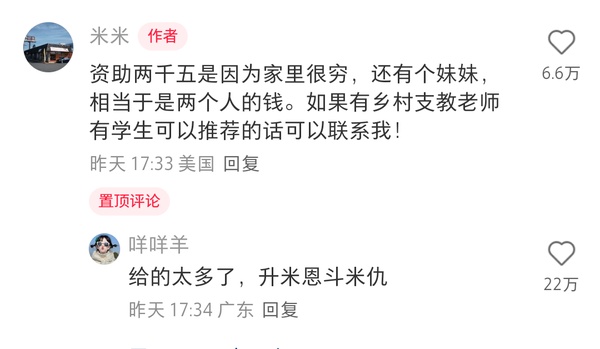 米米 作者
资助两千五是因为家里很穷，还有个妹妹，
相当于是两个人的钱。如果有乡村支教老师
有学生可以推荐的话可以联系我！
6.6万
昨天 17:33 美国 回复
置顶评论
咩咩羊
给的太多了，升米恩斗米仇
22万
昨天 17:34 广东 回复